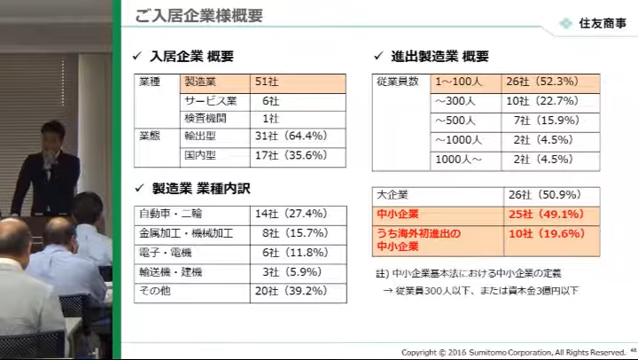 ご入居企業様概要
住友商事
✓ 入居企業 概要
業種 製造業 51社
サービス業 6社
検査機関 1社
業態 輸出型 31社（64.4%）
国内型 17社（35.6%）
✓ 製造業 業種内訳
自動車・二輪 14社（27.4%）
金属加工・機械加工 8社（15.7%）
電子・電機 6社（11.8%）
輸送機・建機 3社（5.9%）
その他 20社（39.2%）
✓ 進出製造業 概要
従業員数 1～100人 26社（52.3%）
～300人 10社（22.7%）
～500人 7社（15.9%）
～1000人 2社（4.5%）
1000人～ 2社（4.5%）
大企業 26社（50.9%）
中小企業 25社（49.1%）
うち海外初進出の 10社（19.6%）
中小企業
註）中小企業基本法における中小企業の定義
→ 従業員300人以下、または資本金3億円以下
Copyright © 2016 Sumitomo Corporation, All Rights Reserved.